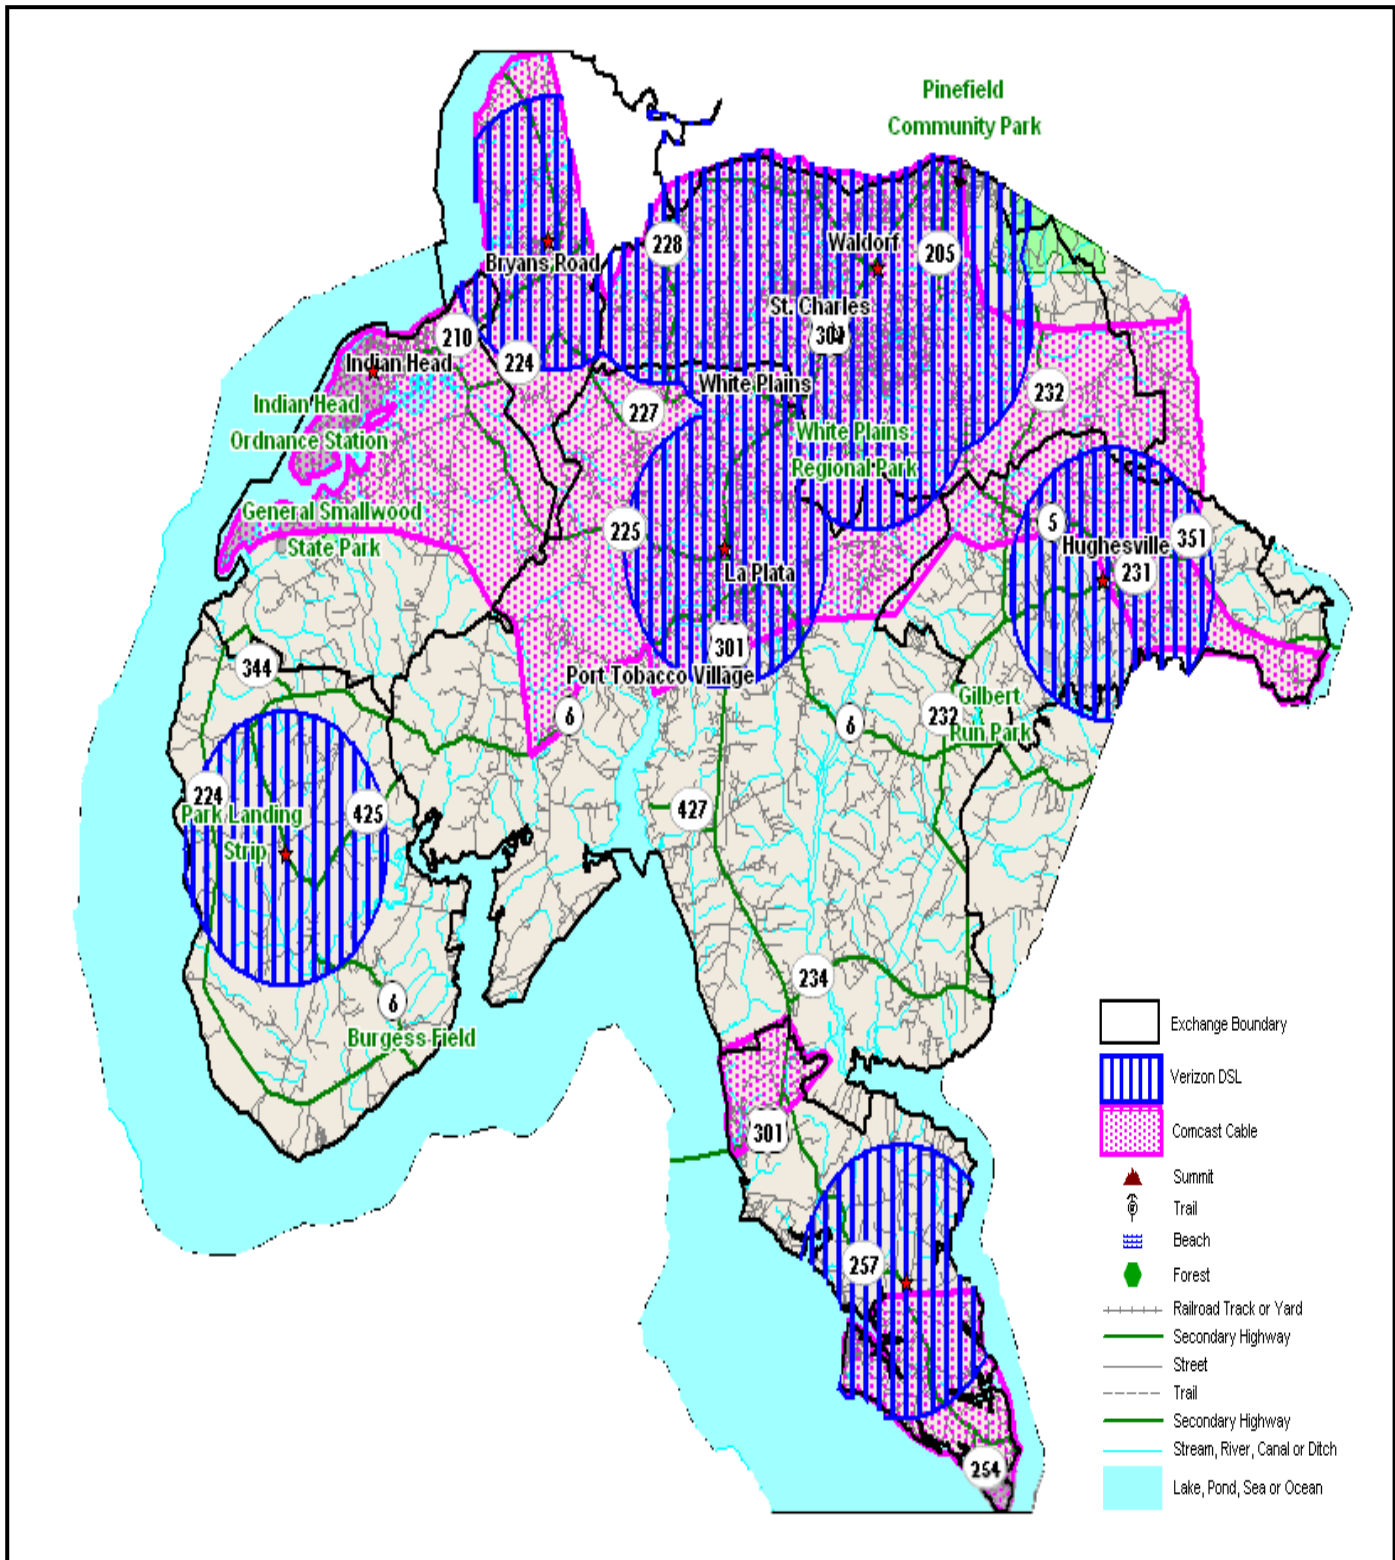 Pinefield
Community Park
228
Waldorf
205
Bryans Road
St. Charles
210
Indian Head
224
White Plains
232
Indian Head
227
Ordnance Station
White Plains
Regional Park
General Smallwood
State Park
225
5
351
Hughesville
231
La Plata
301
344
Port Tobacco Village
6
6
232
Gilbert
Run Park
224
425
Park Landing
Strip
427
234
6
Burgess Field
301
257
254
Exchange Boundary
Verizon DSL
Comcast Cable
Summit
Trail
Beach
Forest
Railroad Track or Yard
Secondary Highway
Street
Trail
Secondary Highway
Stream, River, Canal or Ditch
Lake, Pond, Sea or Ocean